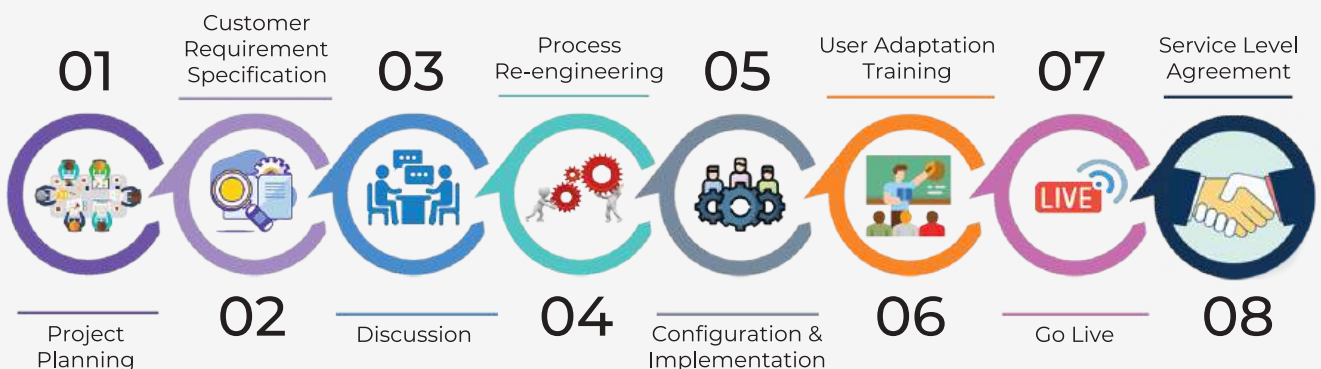 01
Project
Planning
Customer
Requirement
Specification
02
03
Discussion
Process
Re-engineering
04
05
Configuration &
Implementation
User Adaptation
Training
06
07
LIVE
Go Live
Service Level
Agreement
08